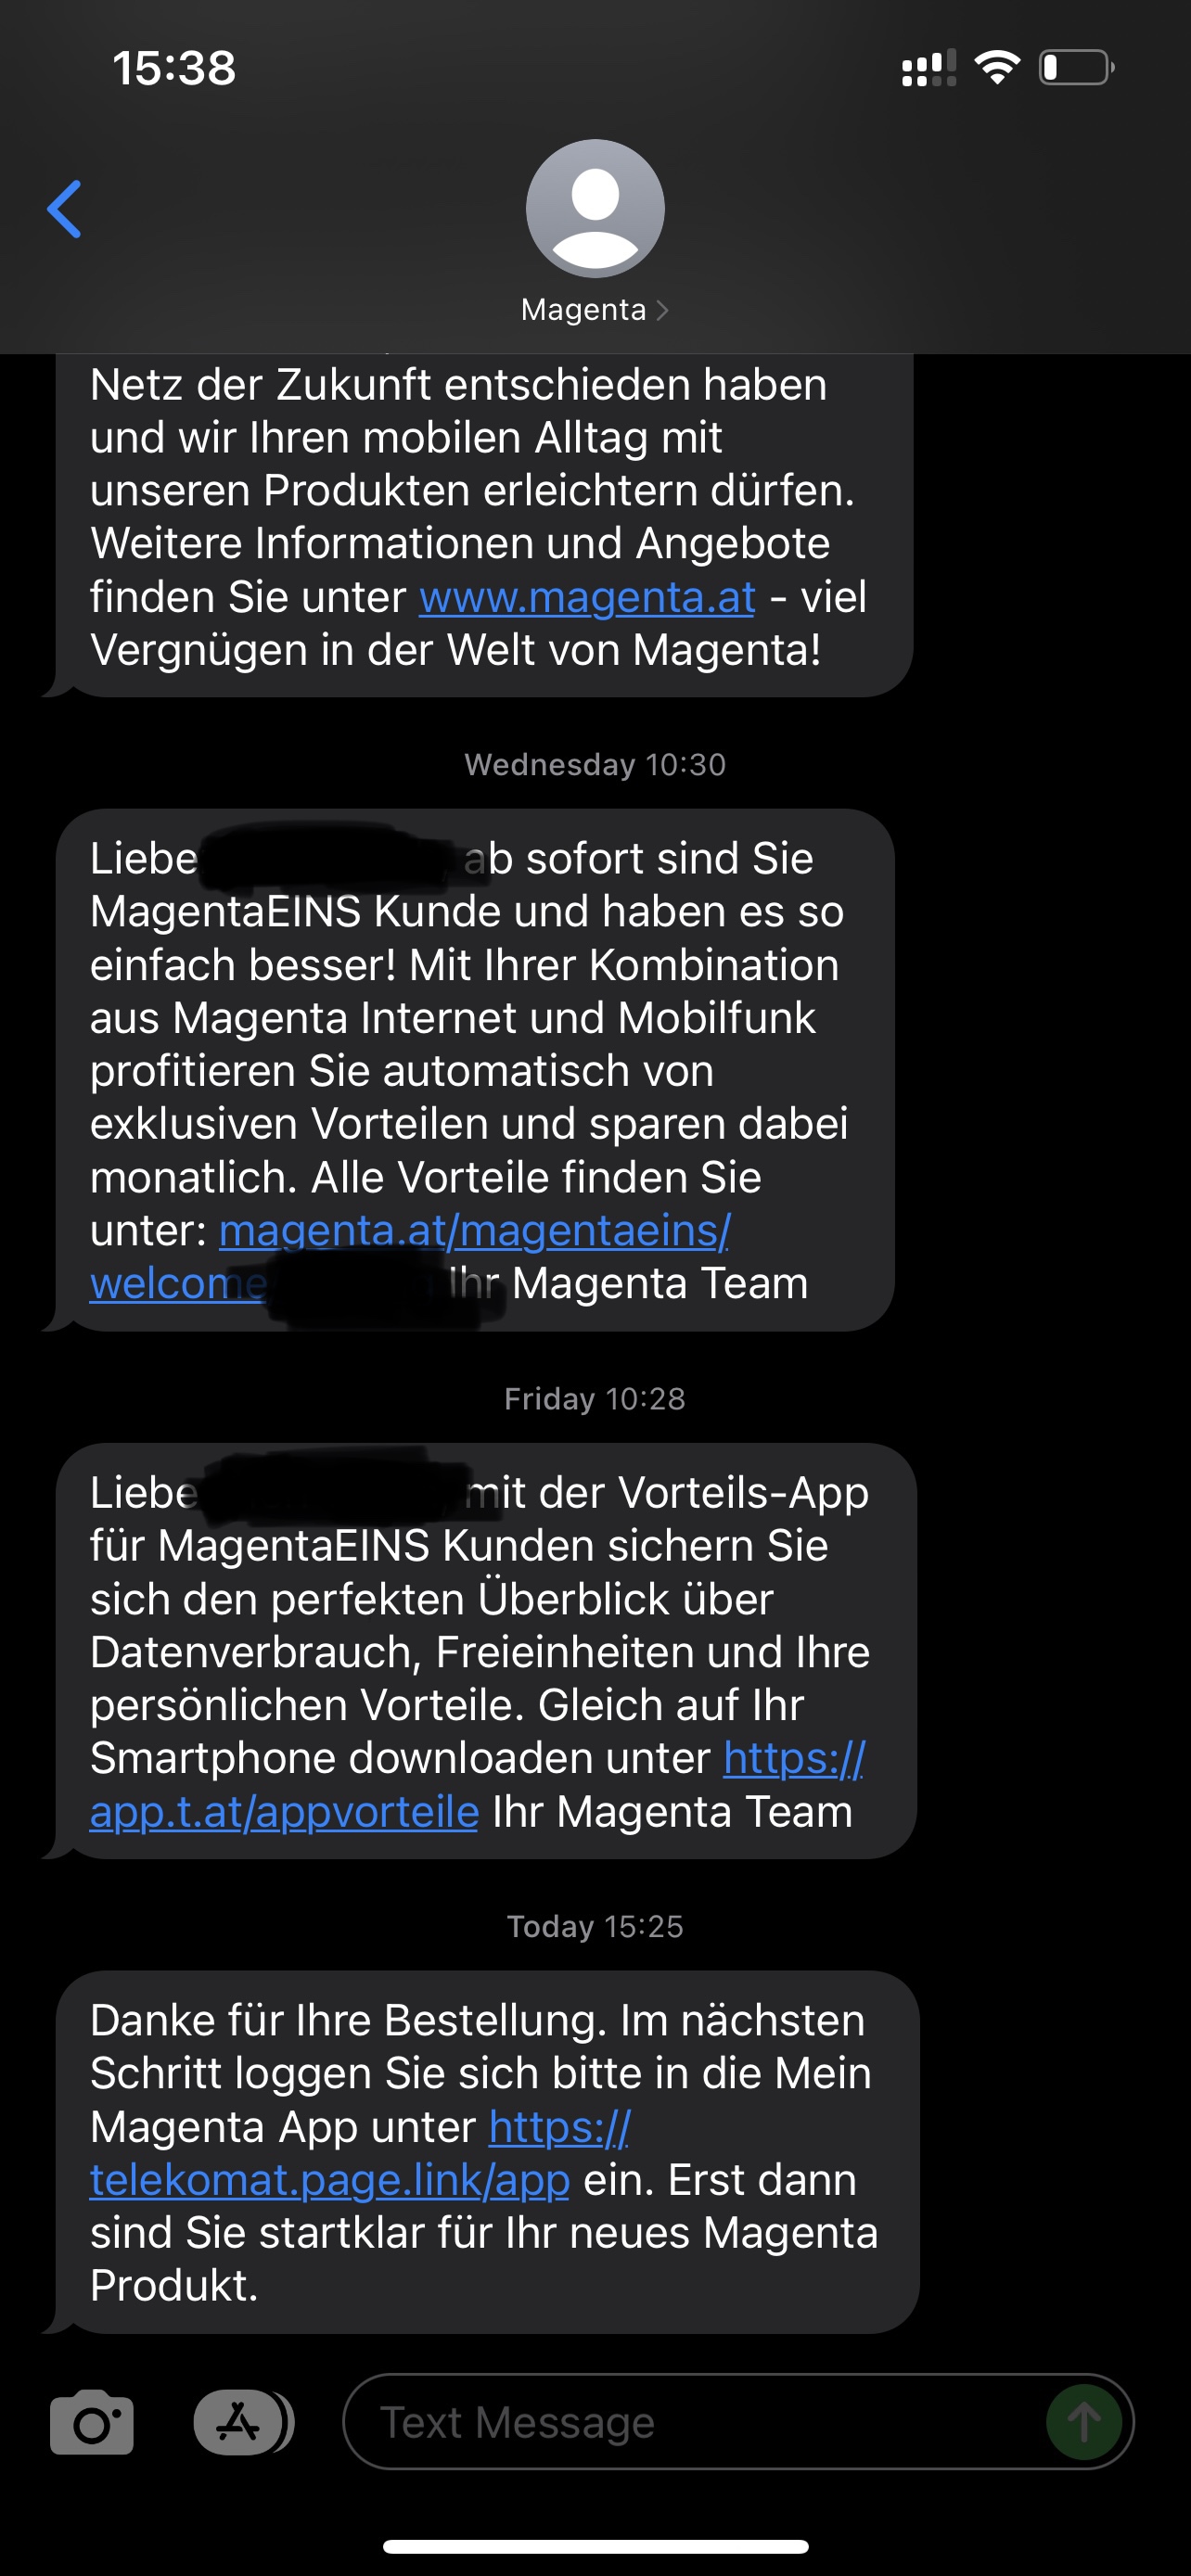 15:38
Magenta
Netz der Zukunft entschieden haben
und wir Ihren mobilen Alltag mit
unseren Produkten erleichtern dürfen.
Weitere Informationen und Angebote
finden Sie unter www.magenta.at - viel
Vergnügen in der Welt von Magenta!
Wednesday 10:30
Liebe ab sofort sind Sie
MagentaEINS Kunde und haben es so
einfach besser! Mit Ihrer Kombination
aus Magenta Internet und Mobilfunk
profitieren Sie automatisch von
exklusiven Vorteilen und sparen dabei
monatlich. Alle Vorteile finden Sie
unter: magenta.at/magentaeins/
welcome Ihr Magenta Team
Friday 10:28
Liebe mit der Vorteils-App
für MagentaEINS Kunden sichern Sie
sich den perfekten Überblick über
Datenverbrauch, Freieinheiten und Ihre
persönlichen Vorteile. Gleich auf Ihr
Smartphone downloaden unter https://
app.t.at/appvorteile Ihr Magenta Team
Today 15:25
Danke für Ihre Bestellung. Im nächsten
Schritt loggen Sie sich bitte in die Mein
Magenta App unter https://
telekomat.page.link/app ein. Erst dann
sind Sie startklar für Ihr neues Magenta
Produkt.
Text Message